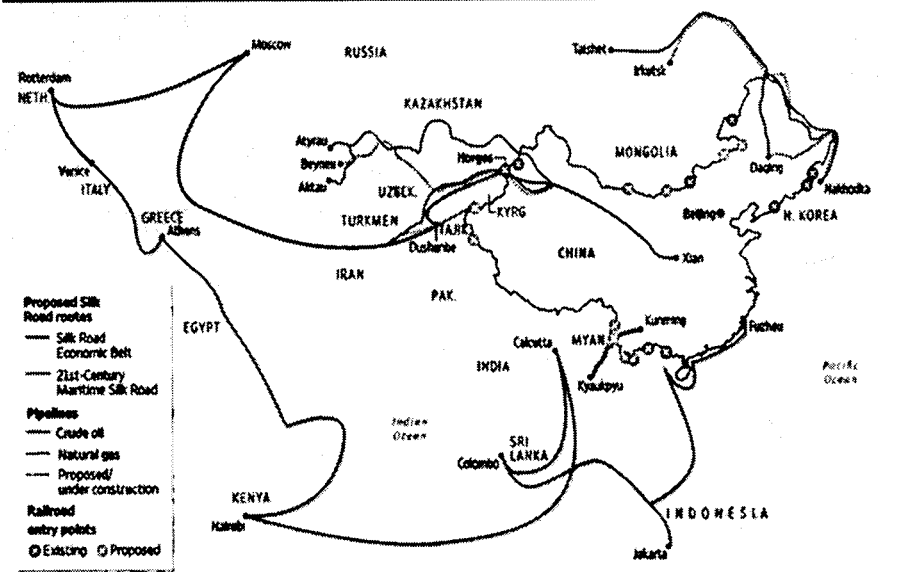 Moscow
RUSSIA
Taishet
Irkutsk
Rotterdam
NETH.
KAZAKHSTAN
Atyrau
Beyneu
Aktau
Horgos
MONGOLIA
Daqing
Venice
ITALY
UZBEK.
TURKMEN
KYRG
TAJIK
Dushanbe
Beijing
Nakhodka
N. KOREA
GREECE
Athens
IRAN
CHINA
Xian
PAK.
Proposed Silk
Road routes
Silk Road
Economic Belt
21st-Century
Maritime Silk Road
Pipelines
Crude oil
Natural gas
Proposed/
under construction
Railroad
entry points
Existing Proposed
EGYPT
Calcutta
INDIA
MYAN
Kunming
Kyaukpyu
Fuzhou
Pacific
Ocean
Indian
Ocean
SRI
LANKA
Colombo
KENYA
Nairobi
INDONESIA
Jakarta